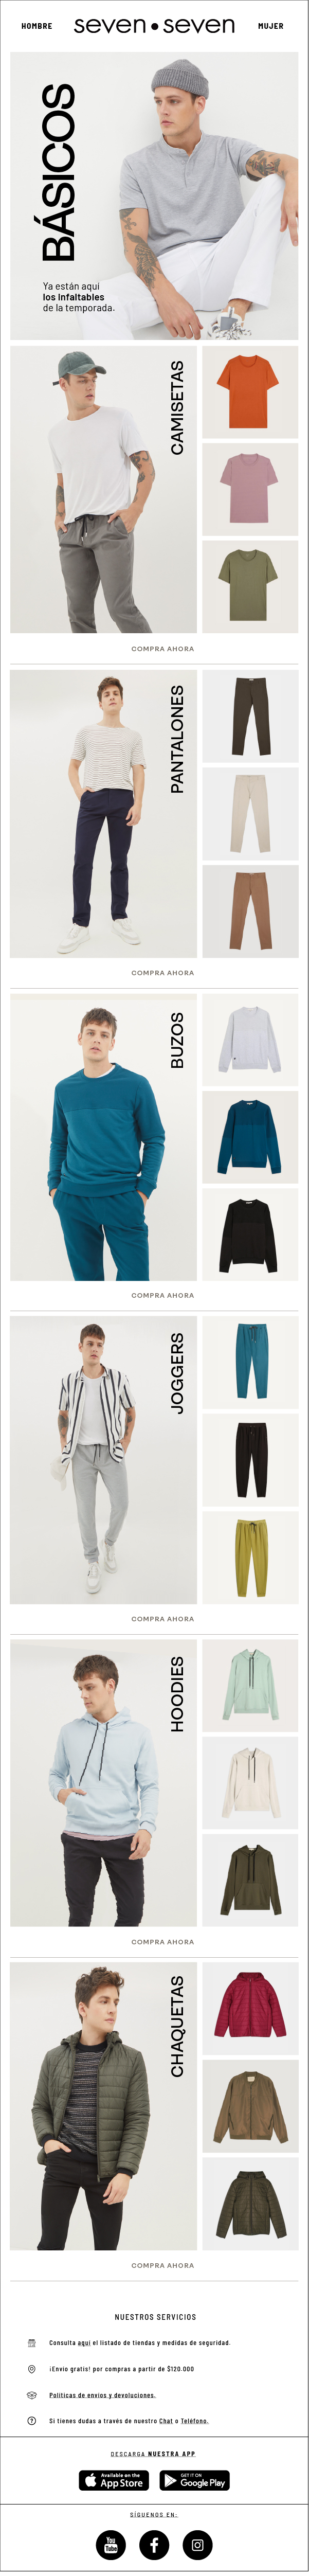 HOMBRE
seven•seven
MUJER
BÁSICOS
Ya están aquí
los infaltables
de la temporada.
CAMISETAS
COMPRA AHORA
PANTALONES
COMPRA AHORA
BUZOS
COMPRA AHORA
JOGGERS
COMPRA AHORA
HOODIES
COMPRA AHORA
CHAQUETAS
COMPRA AHORA
NUESTROS SERVICIOS
Consulta aquí el listado de tiendas y medidas de seguridad.
¡Envío gratis! por compras a partir de $120.000
Políticas de envíos y devoluciones.
Si tienes dudas a través de nuestro Chat o Teléfono.
DESCARGA NUESTRA APP
Available on the
App Store
GET IT ON
Google Play
SÍGUENOS EN:
You
Tube